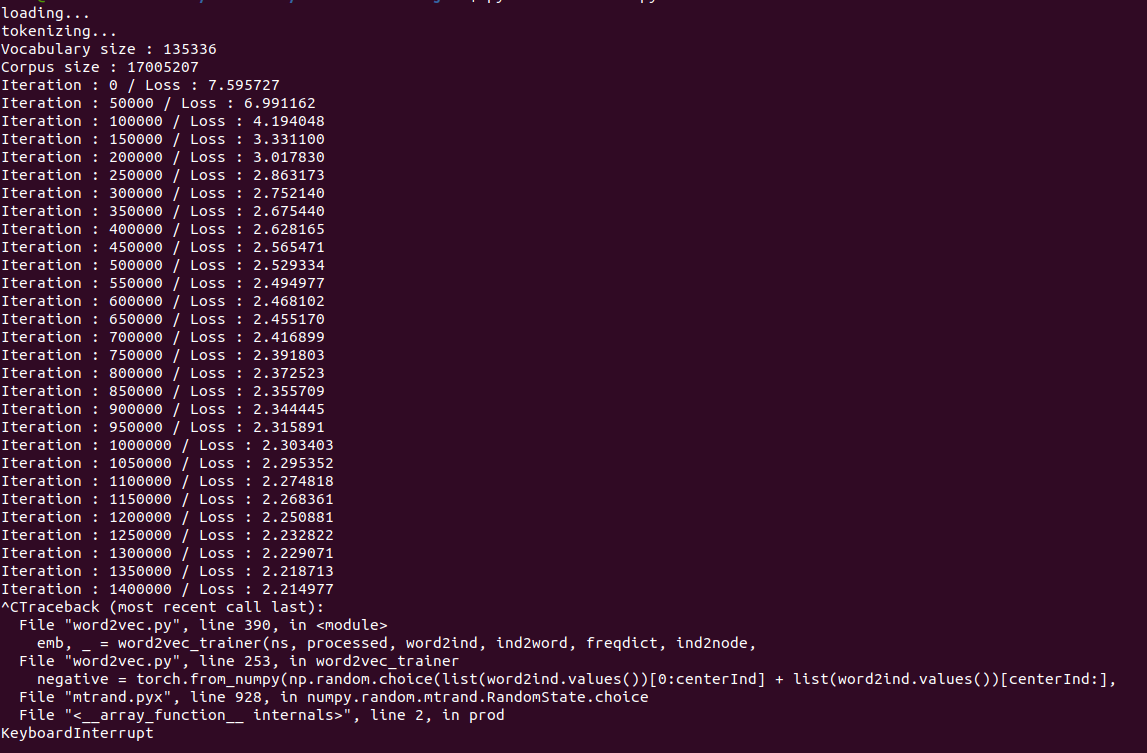 loading...
tokenizing...
Vocabulary size : 135336
Corpus size : 17005207
Iteration : 0 / Loss : 7.595727
Iteration : 50000 / Loss : 6.991162
Iteration : 100000 / Loss : 4.194048
Iteration : 150000 / Loss : 3.331100
Iteration : 200000 / Loss : 3.017830
Iteration : 250000 / Loss : 2.863173
Iteration : 300000 / Loss : 2.752140
Iteration : 350000 / Loss : 2.675440
Iteration : 400000 / Loss : 2.628165
Iteration : 450000 / Loss : 2.565471
Iteration : 500000 / Loss : 2.529334
Iteration : 550000 / Loss : 2.494977
Iteration : 600000 / Loss : 2.468102
Iteration : 650000 / Loss : 2.455170
Iteration : 700000 / Loss : 2.416899
Iteration : 750000 / Loss : 2.391803
Iteration : 800000 / Loss : 2.372523
Iteration : 850000 / Loss : 2.355709
Iteration : 900000 / Loss : 2.344445
Iteration : 950000 / Loss : 2.315891
Iteration : 1000000 / Loss : 2.303403
Iteration : 1050000 / Loss : 2.295352
Iteration : 1100000 / Loss : 2.274818
Iteration : 1150000 / Loss : 2.268361
Iteration : 1200000 / Loss : 2.250881
Iteration : 1250000 / Loss : 2.232822
Iteration : 1300000 / Loss : 2.229071
Iteration : 1350000 / Loss : 2.218713
Iteration : 1400000 / Loss : 2.214977
^CTraceback (most recent call last):
  File "word2vec.py", line 390, in <module>
    emb, _ = word2vec_trainer(ns, processed, word2ind, ind2word, freqdict, ind2node,
  File "word2vec.py", line 253, in word2vec_trainer
    negative = torch.from_numpy(np.random.choice(list(word2ind.values())[0:centerInd] + list(word2ind.values())[centerInd:],
  File "mtrand.pyx", line 928, in numpy.random.mtrand.RandomState.choice
  File "<__array_function__ internals>", line 2, in prod
KeyboardInterrupt